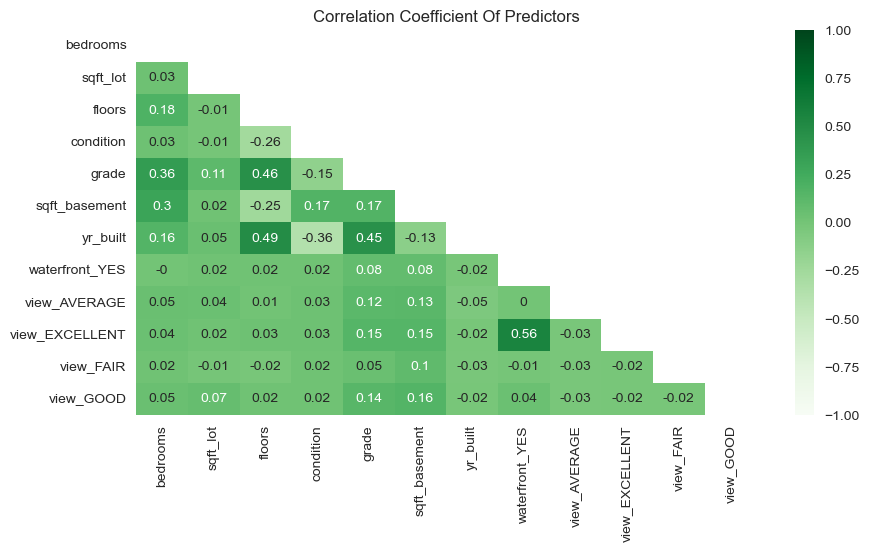 Correlation Coefficient Of Predictors
bedrooms
sqft_lot 0.03
floors 0.18 -0.01
condition 0.03 -0.01 -0.26
grade 0.36 0.11 0.46 -0.15
sqft_basement 0.3 0.02 -0.25 0.17 0.17
yr_built 0.16 0.05 0.49 -0.36 0.45 -0.13
waterfront_YES -0 0.02 0.02 0.02 0.08 0.08 -0.02
view_AVERAGE 0.05 0.04 0.01 0.03 0.12 0.13 -0.05 0
view_EXCELLENT 0.04 0.02 0.03 0.03 0.15 0.15 -0.02 0.56 -0.03
view_FAIR 0.02 -0.01 -0.02 0.02 0.05 0.1 -0.03 -0.01 -0.03 -0.02
view_GOOD 0.05 0.07 0.02 0.02 0.14 0.16 -0.02 0.04 -0.03 -0.02 -0.02
bedrooms
sqft_lot
floors
condition
grade
sqft_basement
yr_built
waterfront_YES
view_AVERAGE
view_EXCELLENT
view_FAIR
view_GOOD
1.00
0.75
0.50
0.25
0.00
−0.25
−0.50
−0.75
−1.00